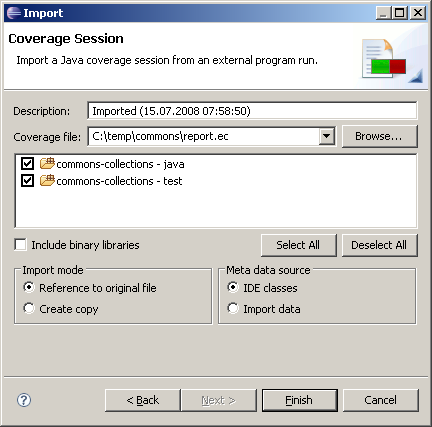 Import
Coverage Session
Import a Java coverage session from an external program run.
Description: Imported (15.07.2008 07:58:50)
Coverage file: C:\temp\commons\report.ec Browse...
commons-collections - java
commons-collections - test
Include binary libraries Select All Deselect All
Import mode Meta data source
Reference to original file IDE classes
Create copy Import data
? < Back Next > Finish Cancel